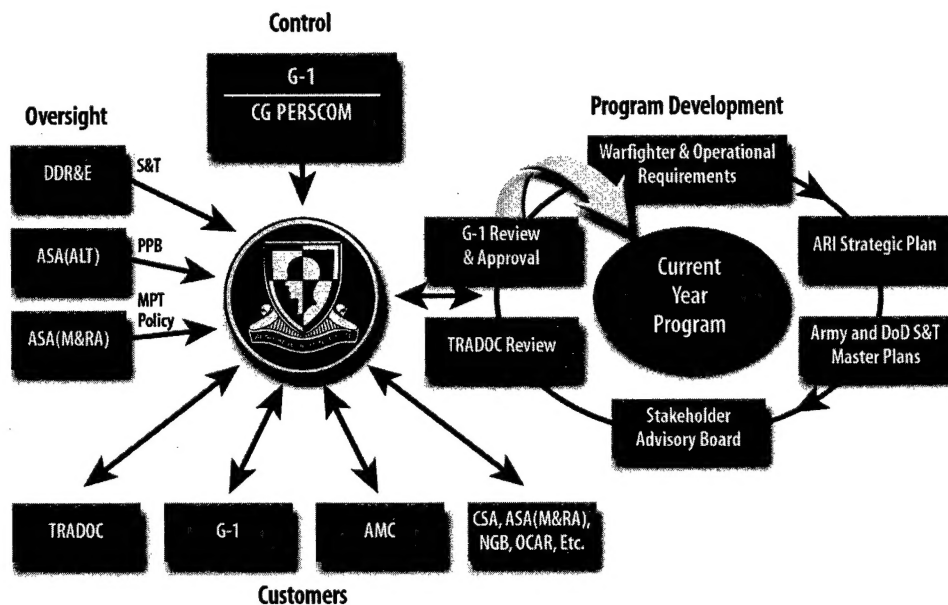 Control
G-1
CG PERSCOM
Oversight
DDR&E
S&T
ASA(ALT)
PPB
ASA(M&RA)
MPT
Policy
Program Development
Warfighter & Operational
Requirements
ARI Strategic Plan
Army and DoD S&T
Master Plans
Stakeholder
Advisory Board
TRADOC Review
G-1 Review
& Approval
Current
Year
Program
TRADOC
G-1
AMC
CSA, ASA(M&RA),
NGB, OCAR, Etc.
Customers